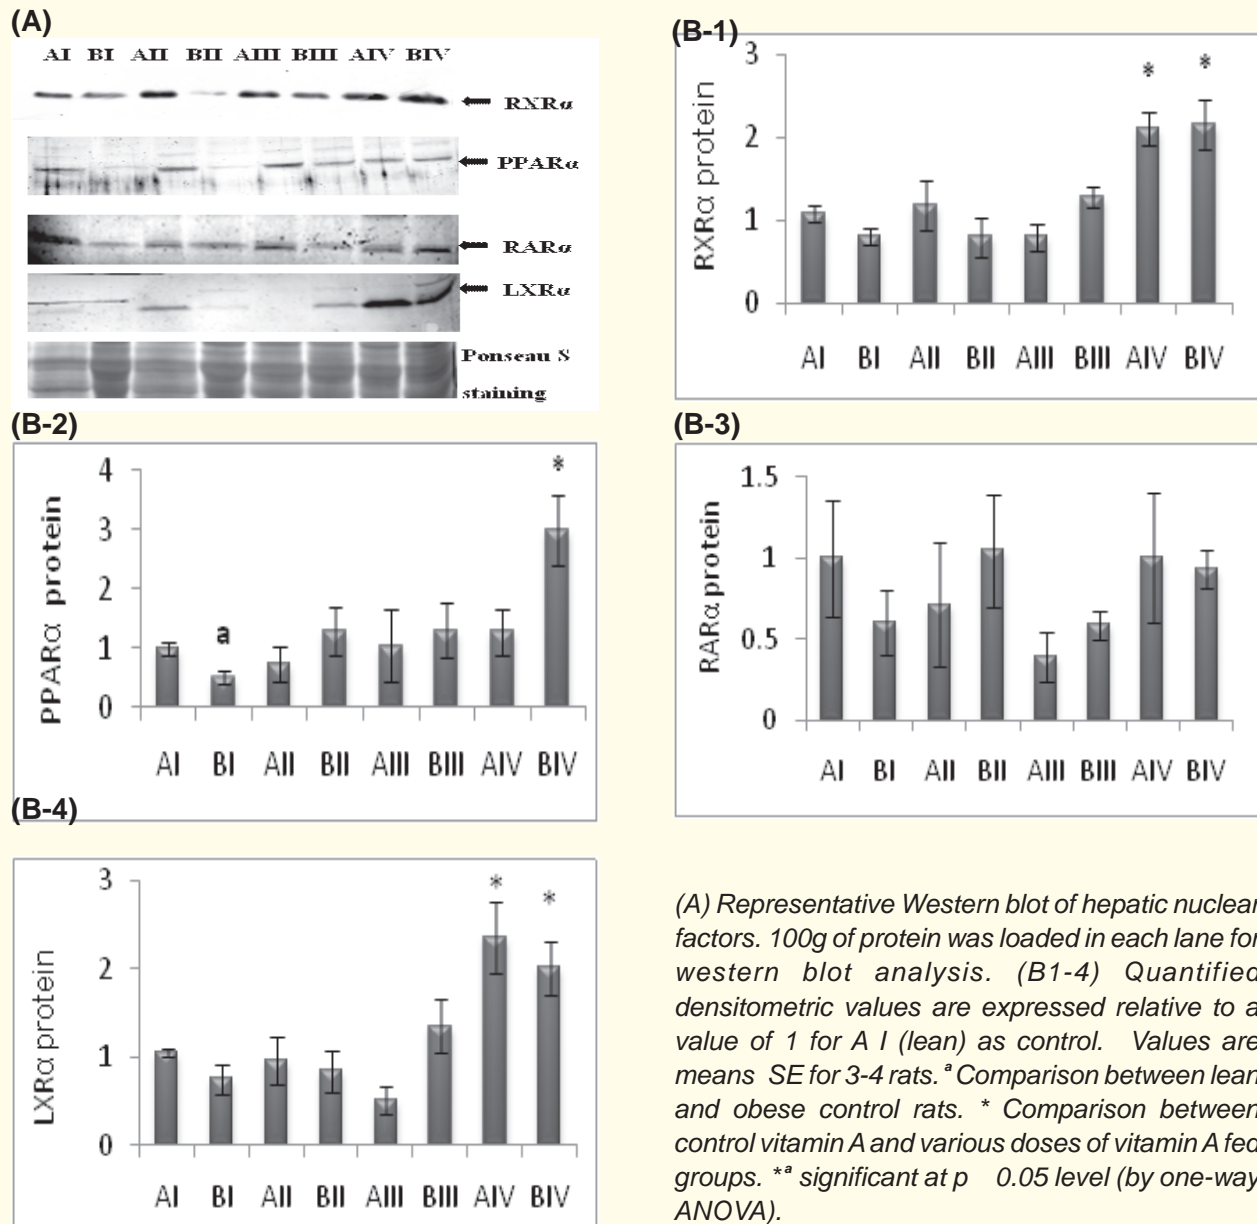 (A)
AI BI AII BII AIII BIII AIV BIV
RXRα
PPARα
RARα
LXRα
Ponseau S
staining
(B-1)
RXRα protein
3
2
1
0
* *
AI BI AII BII AIII BIII AIV BIV
(B-2)
PPARα protein
4
3
2
1
0
a *
AI BI AII BII AIII BIII AIV BIV
(B-3)
RARα protein
1.5
1
0.5
0
AI BI AII BII AIII BIII AIV BIV
(B-4)
LXRα protein
3
2
1
0
* *
AI BI AII BII AIII BIII AIV BIV
(A) Representative Western blot of hepatic nuclear
factors. 100g of protein was loaded in each lane for
western blot analysis. (B1-4) Quantified
densitometric values are expressed relative to a
value of 1 for A I (lean) as control. Values are
means SE for 3-4 rats. ª Comparison between lean
and obese control rats. * Comparison between
control vitamin A and various doses of vitamin A fed
groups. *ª significant at p 0.05 level (by one-way
ANOVA).